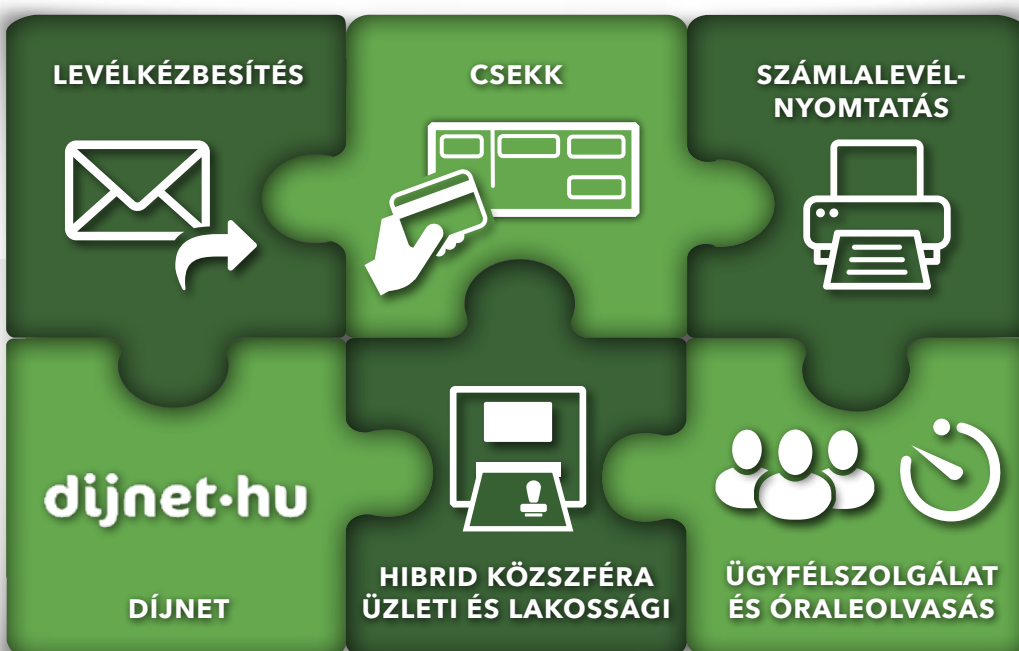 LEVÉLKÉZBESÍTÉS
CSEKK
SZÁMLALEVÉL-
NYOMTATÁS
dijnet·hu
DÍJNET
HIBRID KÖZSZFÉRA
ÜZLETI ÉS LAKOSSÁGI
ÜGYFÉLSZOLGÁLAT
ÉS ÓRALEOLVASÁS